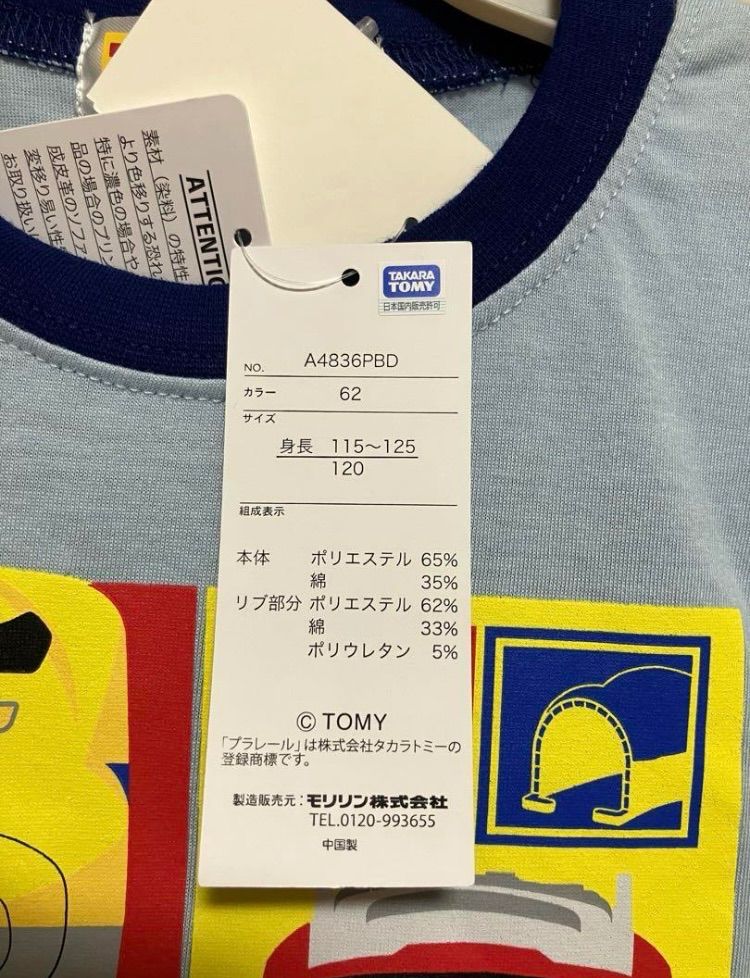 ATTENTIO
素材（染料）の特性
より色移りする恐れ
特に濃色の場合や
品の場合のプリン
成皮革のソファ
変移り易い性
お取り扱い
TAKARA
TOMY
日本国内販売許可
NO. A4836PBD
カラー 62
サイズ
身長 115～125
120
組成表示
本体 ポリエステル 65%
綿 35%
リブ部分 ポリエステル 62%
綿 33%
ポリウレタン 5%
© TOMY
「プラレール」は株式会社タカラトミーの
登録商標です。
製造販売元：モリリン株式会社
TEL.0120-993655
中国製